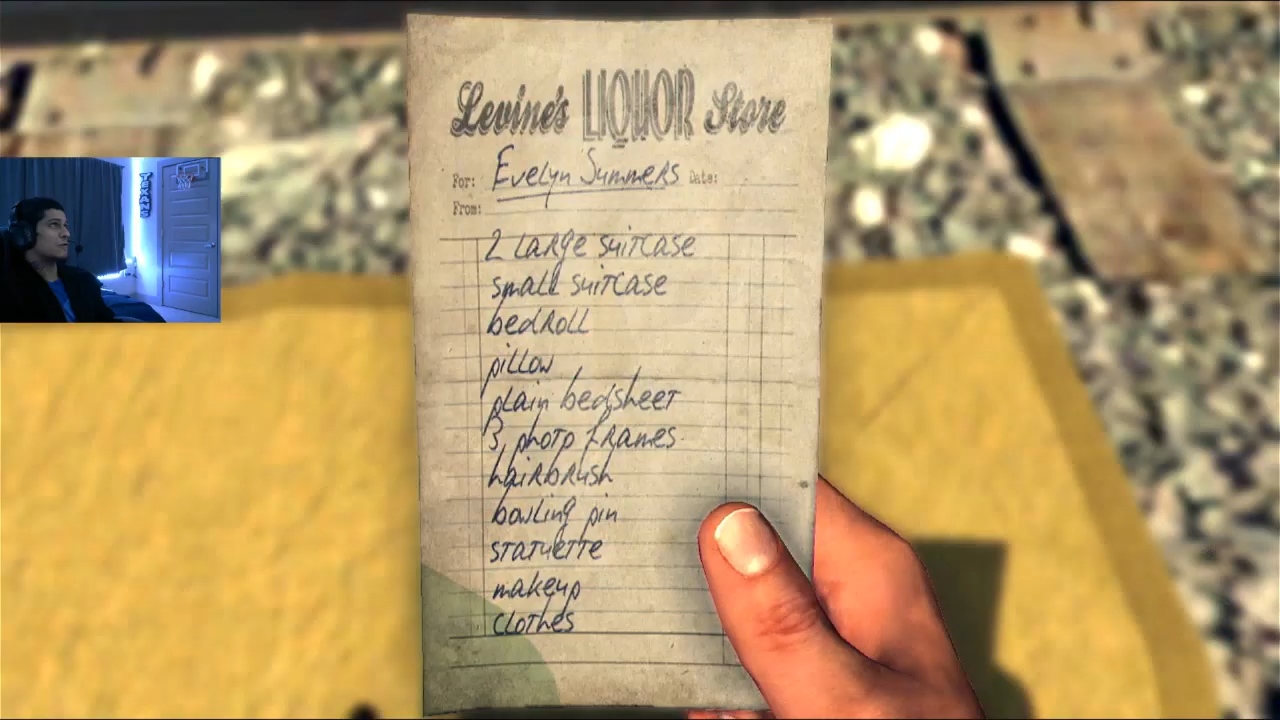 Levine's LIQUOR Store
For: Evelyn Summers Date:
From:
2 large suitcase
small suitcase
bedroll
pillow
plain bedsheet
3 photo frames
hairbrush
bowling pin
statuette
makeup
clothes